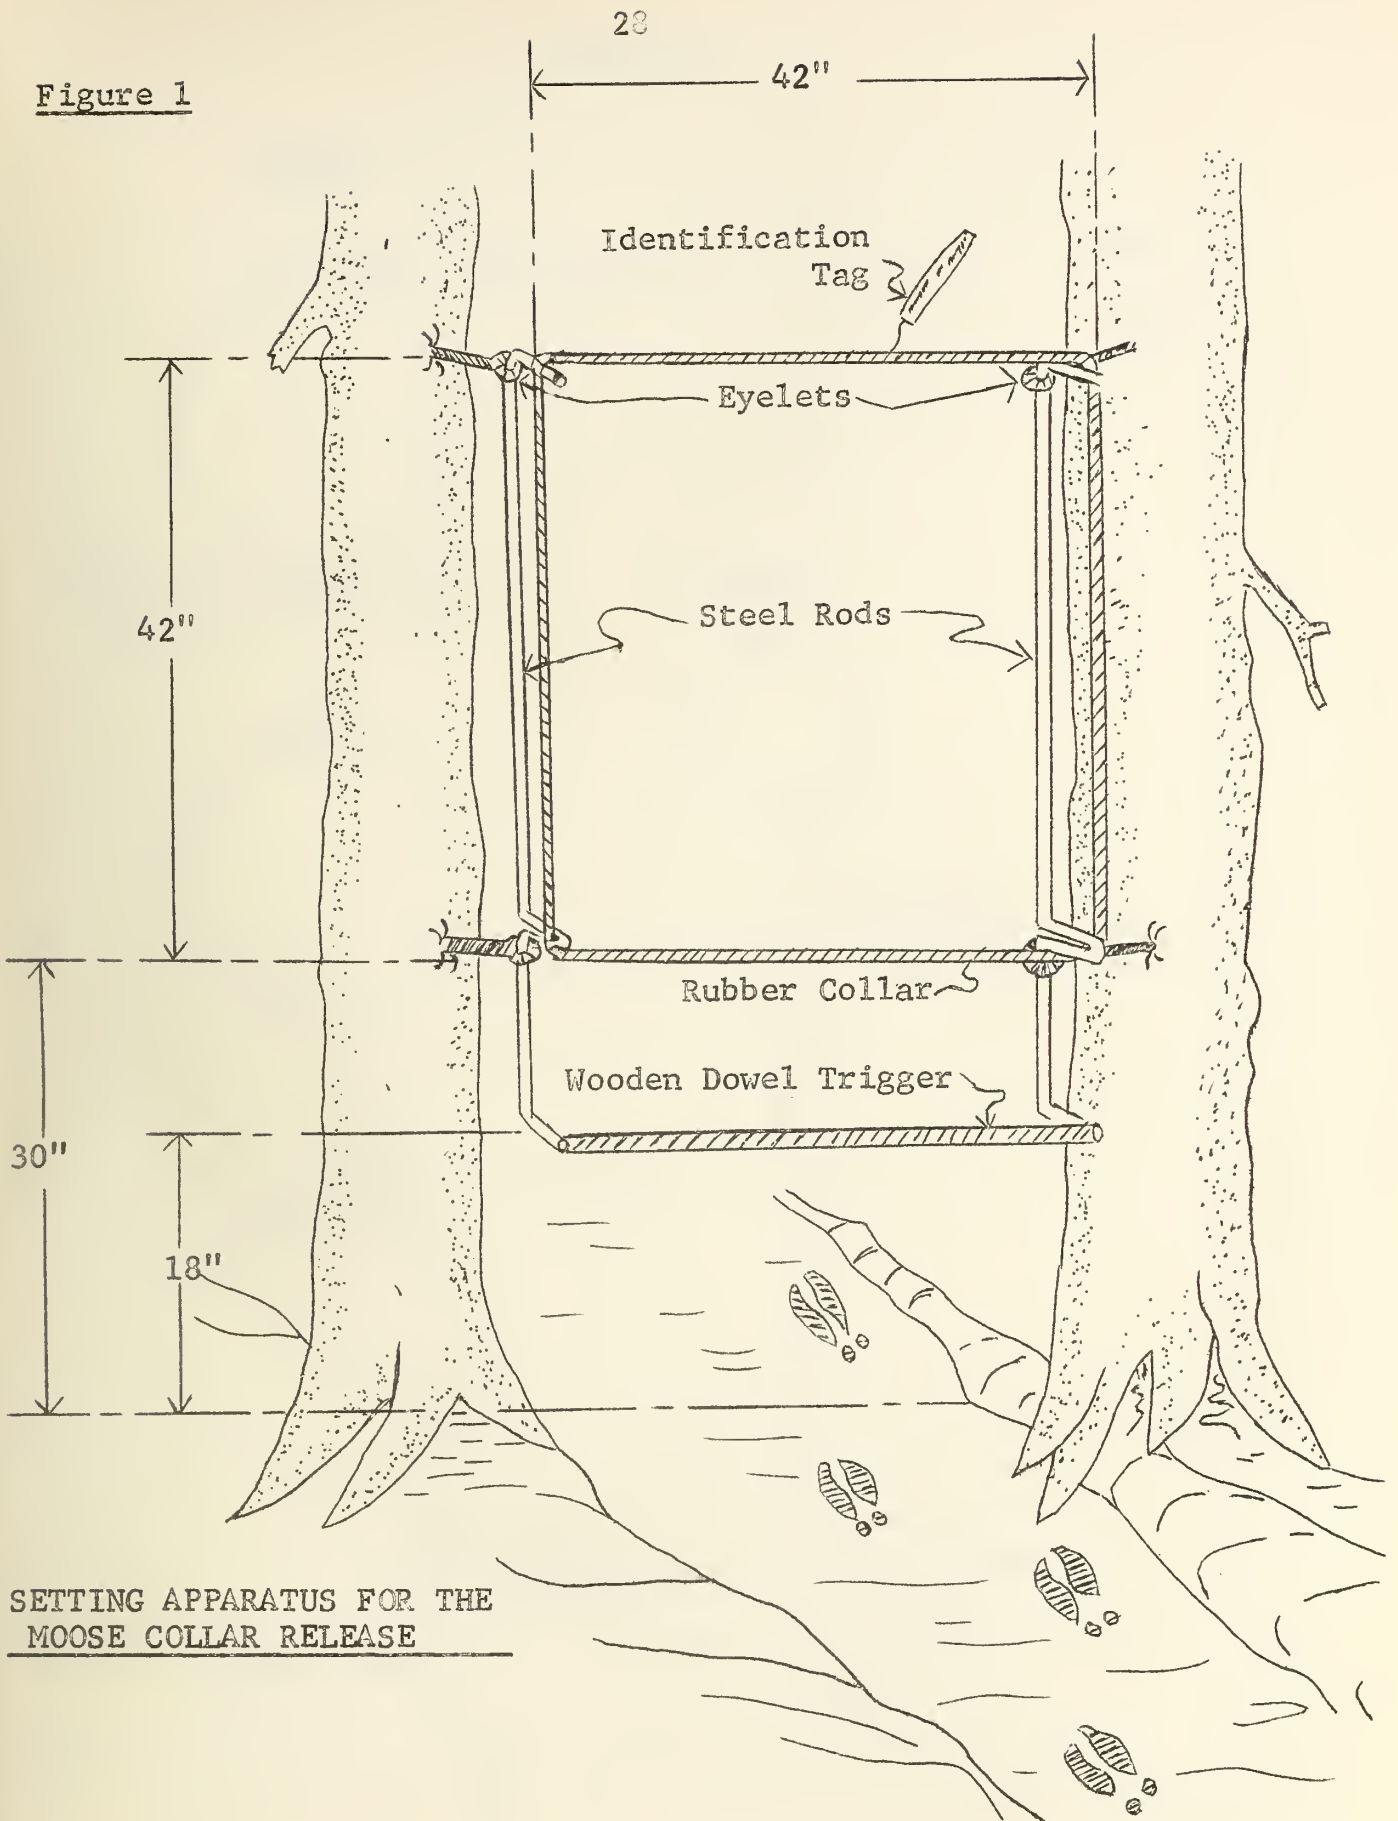 28
Figure 1
42"
Identification
Tag
Eyelets
Steel Rods
42"
Rubber Collar
Wooden Dowel Trigger
30"
18"
SETTING APPARATUS FOR THE
MOOSE COLLAR RELEASE